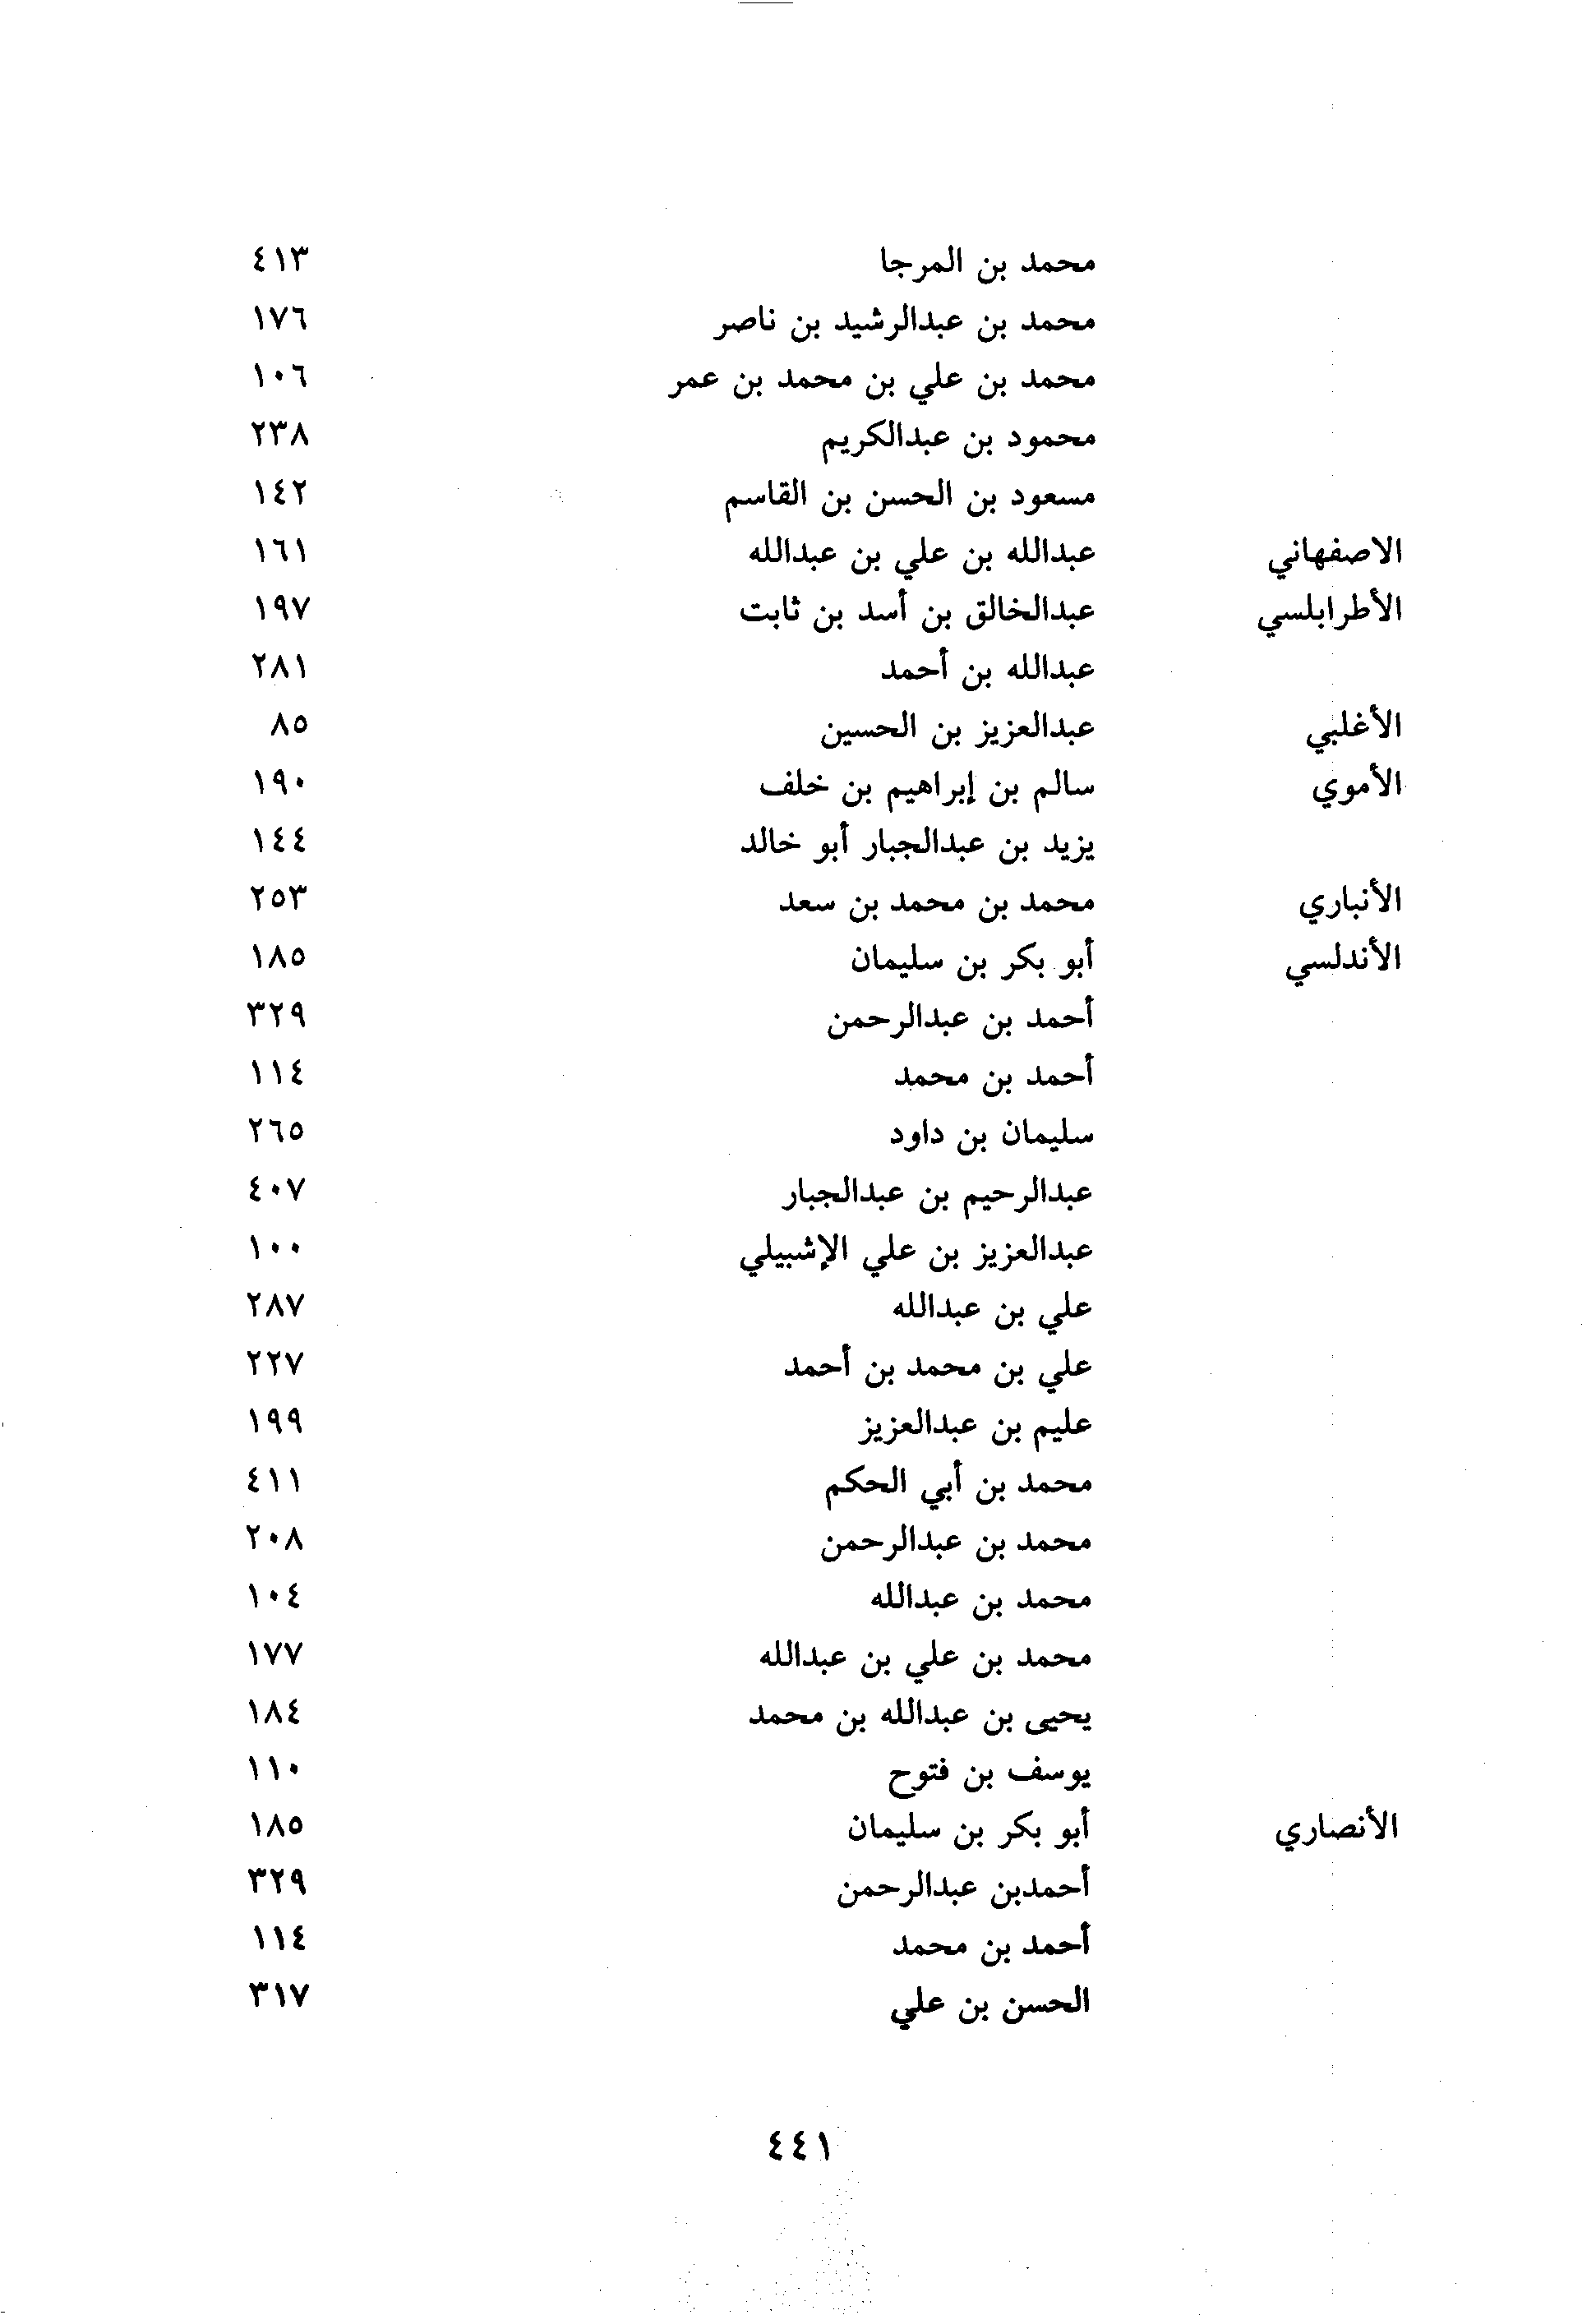 محمد بن المرجا ٤١٣
محمد بن عبدالرشيد بن ناصر ١٧٦
محمد بن علي بن محمد بن عمر ١٠٦
محمود بن عبدالكريم ٢٣٨
مسعود بن الحسن بن القاسم ١٤٢
الاصفهاني عبدالله بن علي بن عبدالله ١٦١
الأطرابلسي عبدالخالق بن أسد بن ثابت ١٩٧
عبدالله بن أحمد ٢٨١
الأغلبي عبدالعزيز بن الحسين ٨٥
الأموي سالم بن إبراهيم بن خلف ١٩٠
يزيد بن عبدالجبار أبو خالد ١٤٤
الأنباري محمد بن محمد بن سعد ٢٥٣
الأندلسي أبو بكر بن سليمان ١٨٥
أحمد بن عبدالرحمن ٣٢٩
أحمد بن محمد ١١٤
سليمان بن داود ٢٦٥
عبدالرحيم بن عبدالجبار ٤٠٧
عبدالعزيز بن علي الإشبيلي ١٠٠
علي بن عبدالله ٢٨٧
علي بن محمد بن أحمد ٢٢٧
عليم بن عبدالعزيز ١٩٩
محمد بن أبي الحكم ٤١١
محمد بن عبدالرحمن ٢٠٨
محمد بن عبدالله ١٠٤
محمد بن علي بن عبدالله ١٧٧
يحيى بن عبدالله بن محمد ١٨٤
يوسف بن فتوح ١١٠
الأنصاري أبو بكر بن سليمان ١٨٥
أحمدبن عبدالرحمن ٣٢٩
أحمد بن محمد ١١٤
الحسن بن علي ٣١٧
٤٤١